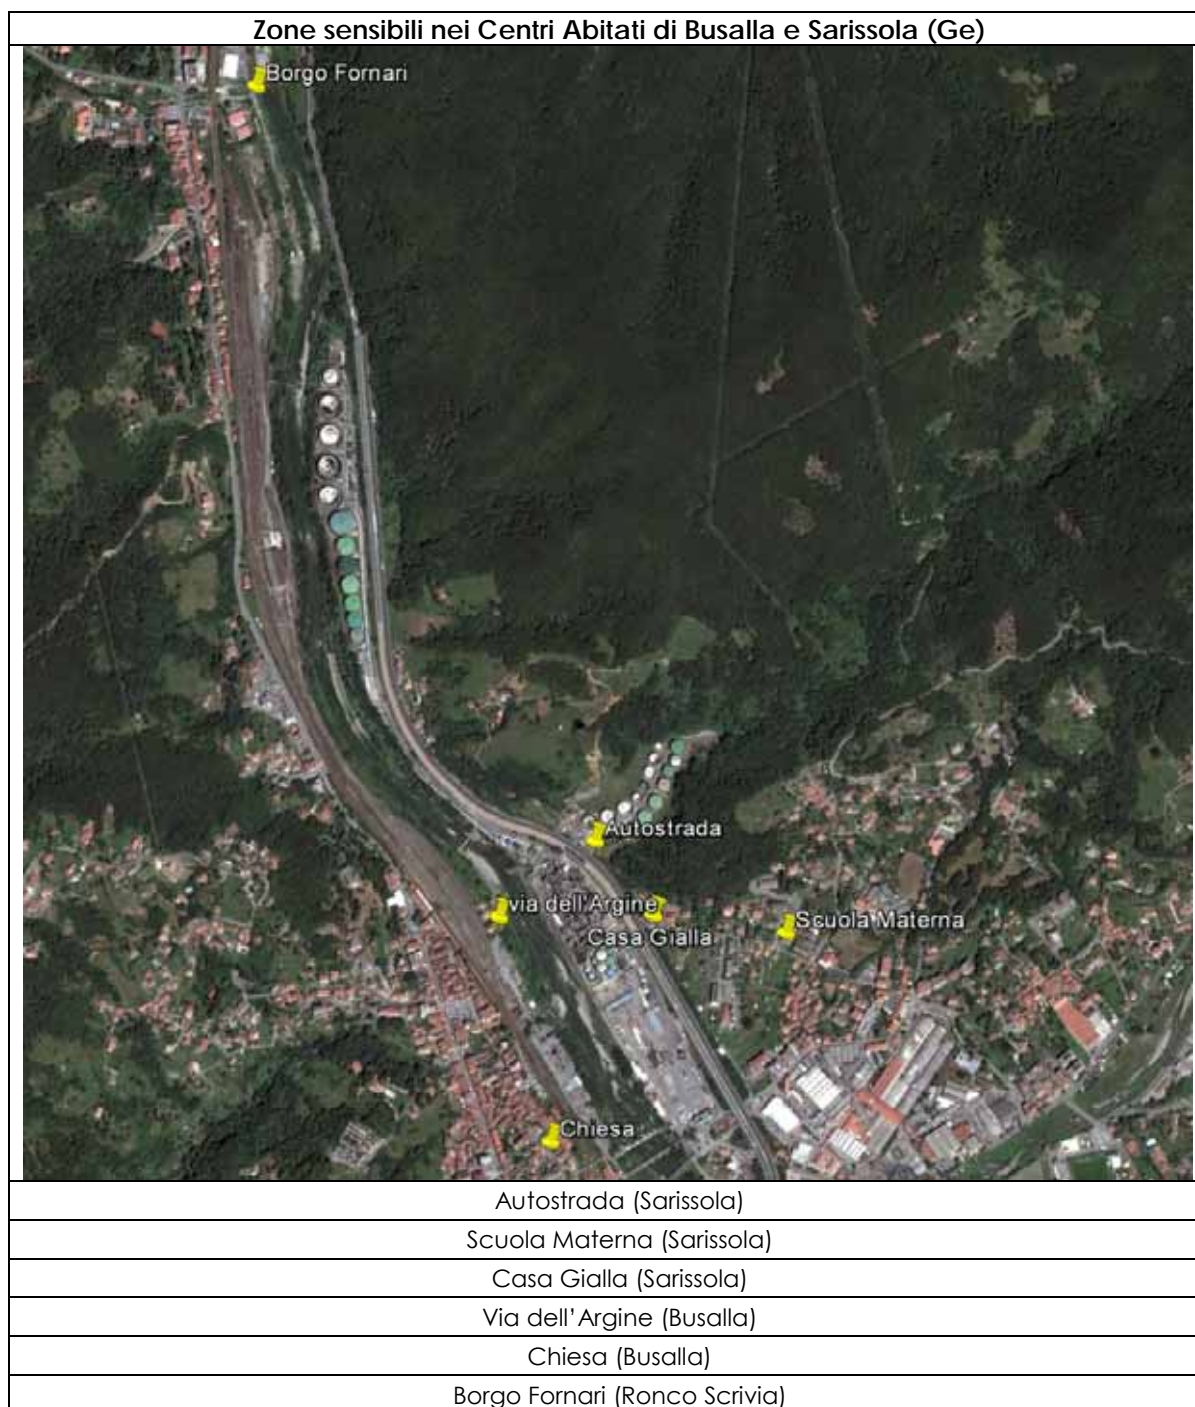 Zone sensibili nei Centri Abitati di Busalla e Sarissola (Ge)
Borgo Fornari
Autostrada
via dell'Argine
Casa Gialla
Scuola Materna
Chiesa
Autostrada (Sarissola)
Scuola Materna (Sarissola)
Casa Gialla (Sarissola)
Via dell’Argine (Busalla)
Chiesa (Busalla)
Borgo Fornari (Ronco Scrivia)